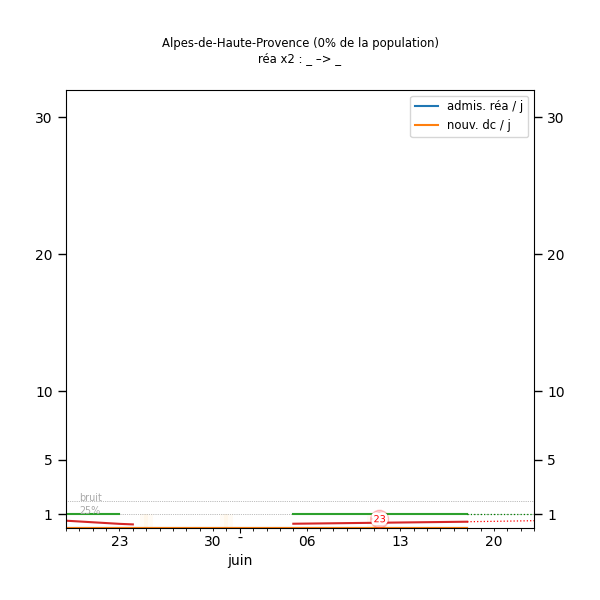 Alpes-de-Haute-Provence (0% de la population)
réa x2 : _ –> _
admis. réa / j
nouv. dc / j
30 30
20 20
10 10
5 5
bruit
25%
1 1
23
23 30 - 06 13 20
juin